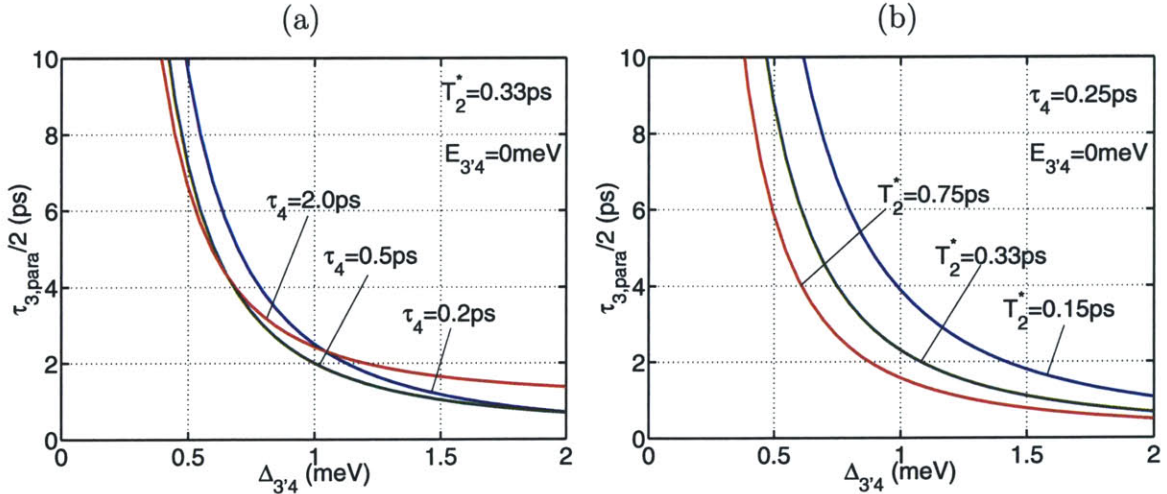 (a)
10
8
6
4
2
0
0
0.5
1
1.5
2
τ3,para/2 (ps)
Δ3'4 (meV)
T2*=0.33ps
E3'4=0meV
τ4=2.0ps
τ4=0.5ps
τ4=0.2ps
(b)
10
8
6
4
2
0
0
0.5
1
1.5
2
τ3,para/2 (ps)
Δ3'4 (meV)
τ4=0.25ps
E3'4=0meV
T2*=0.75ps
T2*=0.33ps
T2*=0.15ps